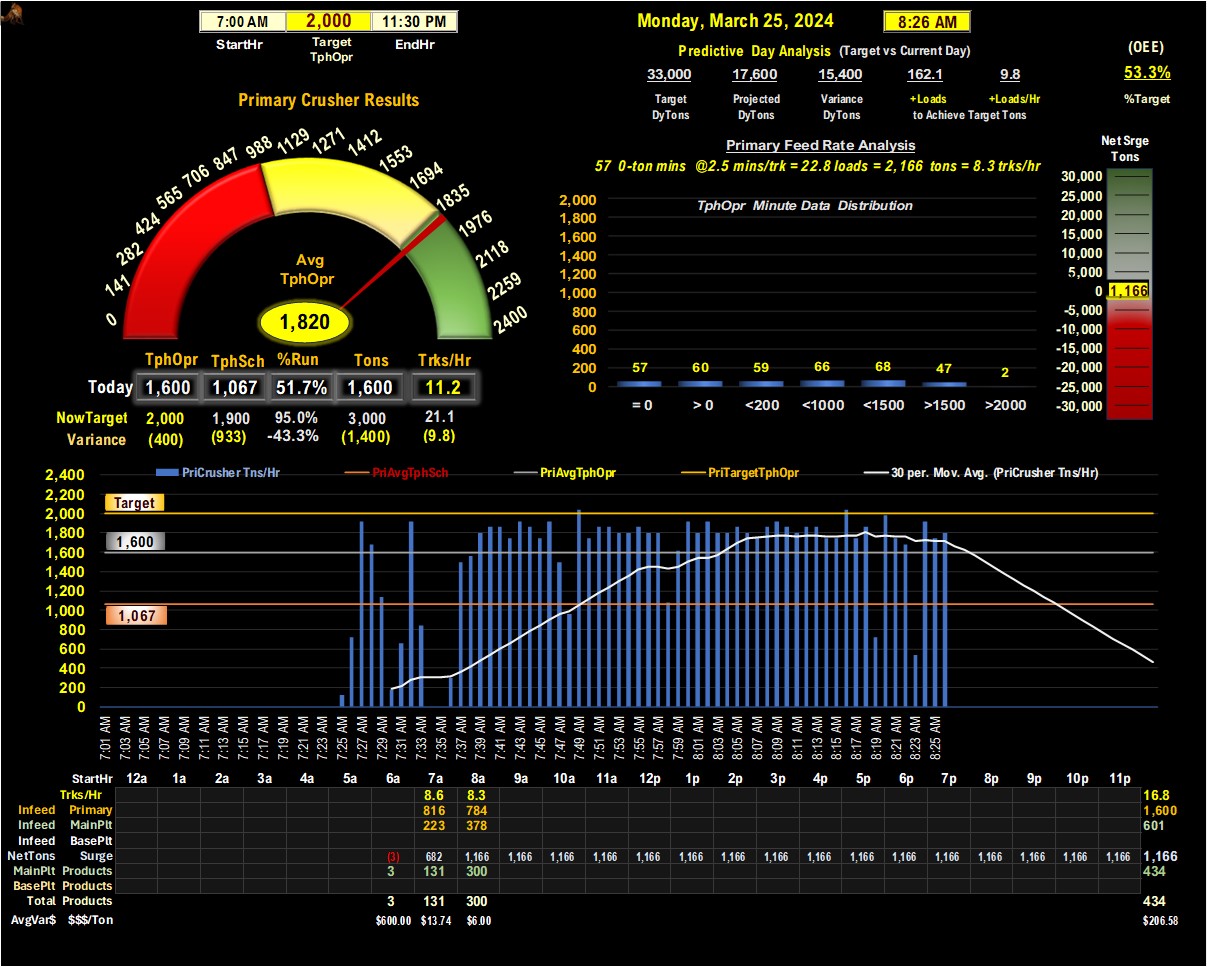 7:00 AM 2,000 11:30 PM
StartHr Target TphOpr EndHr
Monday, March 25, 2024 8:26 AM
Predictive Day Analysis (Target vs Current Day)
33,000 17,600 15,400 162.1 9.8
Target DyTons Projected DyTons Variance DyTons +Loads +Loads/Hr
to Achieve Target Tons
(OEE)
53.3%
%Target
Primary Crusher Results
0 141 282 424 565 706 847 988 1129 1271 1412 1553 1694 1835 1976 2118 2259 2400
Avg
TphOpr
1,820
TphOpr TphSch %Run Tons Trks/Hr
Today 1,600 1,067 51.7% 1,600 11.2
NowTarget 2,000 1,900 95.0% 3,000 21.1
Variance (400) (933) -43.3% (1,400) (9.8)
Primary Feed Rate Analysis
57 0-ton mins @2.5 mins/trk = 22.8 loads = 2,166 tons = 8.3 trks/hr
TphOpr Minute Data Distribution
2,000
1,800
1,600
1,400
1,200
1,000
800
600
400
200
0
57 60 59 66 68 47 2
= 0 > 0 <200 <1000 <1500 >1500 >2000
Net Srge
Tons
30,000
25,000
20,000
15,000
10,000
5,000
0 1,166
-5,000
-10,000
-15,000
-20,000
-25,000
-30,000
PriCrusher Tns/Hr PriAvgTphSch PriAvgTphOpr PriTargetTphOpr 30 per. Mov. Avg. (PriCrusher Tns/Hr)
2,400
2,200
2,000
1,800
1,600
1,400
1,200
1,000
800
600
400
200
0
Target
1,600
1,067
7:01 AM 7:03 AM 7:05 AM 7:07 AM 7:09 AM 7:11 AM 7:13 AM 7:15 AM 7:17 AM 7:19 AM 7:21 AM 7:23 AM 7:25 AM 7:27 AM 7:29 AM 7:31 AM 7:33 AM 7:35 AM 7:37 AM 7:39 AM 7:41 AM 7:43 AM 7:45 AM 7:47 AM 7:49 AM 7:51 AM 7:53 AM 7:55 AM 7:57 AM 7:59 AM 8:01 AM 8:03 AM 8:05 AM 8:07 AM 8:09 AM 8:11 AM 8:13 AM 8:15 AM 8:17 AM 8:19 AM 8:21 AM 8:23 AM 8:25 AM
StartHr 12a 1a 2a 3a 4a 5a 6a 7a 8a 9a 10a 11a 12p 1p 2p 3p 4p 5p 6p 7p 8p 9p 10p 11p
Trks/Hr 8.6 8.3 16.8
Infeed Primary 816 784 1,600
Infeed MainPlt 223 378 601
Infeed BasePlt
NetTons Surge (3) 682 1,166 1,166 1,166 1,166 1,166 1,166 1,166 1,166 1,166 1,166 1,166 1,166 1,166 1,166 1,166 1,166 1,166
MainPlt Products 3 131 300 434
BasePlt Products
Total Products 3 131 300 434
AvgVar$ $$$/Ton $600.00 $13.74 $6.00 $206.58